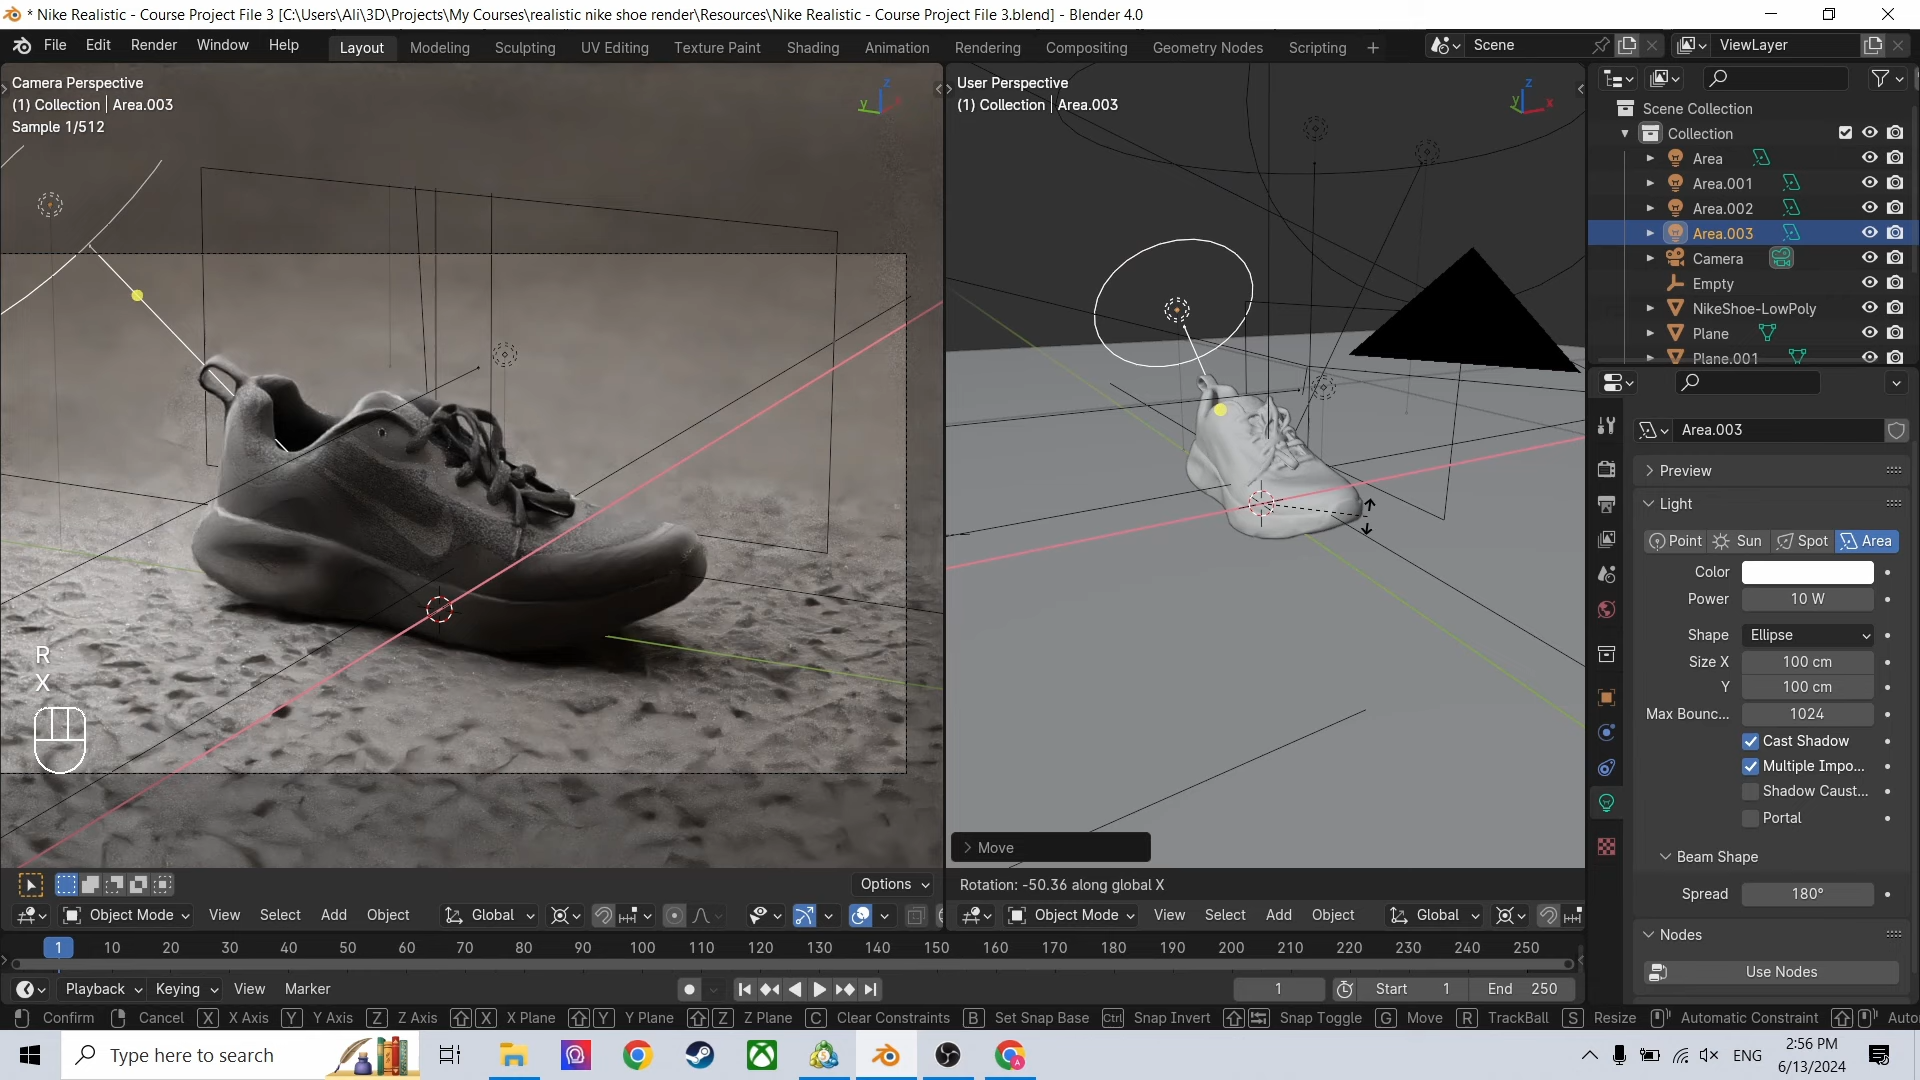 * Nike Realistic - Course Project File 3 [C:\Users\Ali\3D\Projects\My Courses\realistic nike shoe render\Resources\Nike Realistic - Course Project File 3.blend] - Blender 4.0
File Edit Render Window Help Layout Modeling Sculpting UV Editing Texture Paint Shading Animation Rendering Compositing Geometry Nodes Scripting + Scene ViewLayer
Camera Perspective
(1) Collection | Area.003
Sample 1/512
R
X
User Perspective
(1) Collection | Area.003
Move
Rotation: -50.36 along global X
Options
Object Mode View Select Add Object Global
Object Mode View Select Add Object Global
Scene Collection
Collection
Area
Area.001
Area.002
Area.003
Camera
Empty
NikeShoe-LowPoly
Plane
Plane.001
Area.003
Preview
Light
Point Sun Spot Area
Color
Power 10 W
Shape Ellipse
Size X 100 cm
Y 100 cm
Max Bounc... 1024
Cast Shadow
Multiple Impo...
Shadow Caust...
Portal
Beam Shape
Spread 180°
Nodes
Use Nodes
1 10 20 30 40 50 60 70 80 90 100 110 120 130 140 150 160 170 180 190 200 210 220 230 240 250
Playback Keying View Marker 1 Start 1 End 250
Confirm Cancel X X Axis Y Y Axis Z Z Axis X X Plane Y Y Plane Z Z Plane C Clear Constraints B Set Snap Base Ctrl Snap Invert Snap Toggle G Move R TrackBall S Resize Automatic Constraint Auto
Type here to search
ENG
2:56 PM
6/13/2024